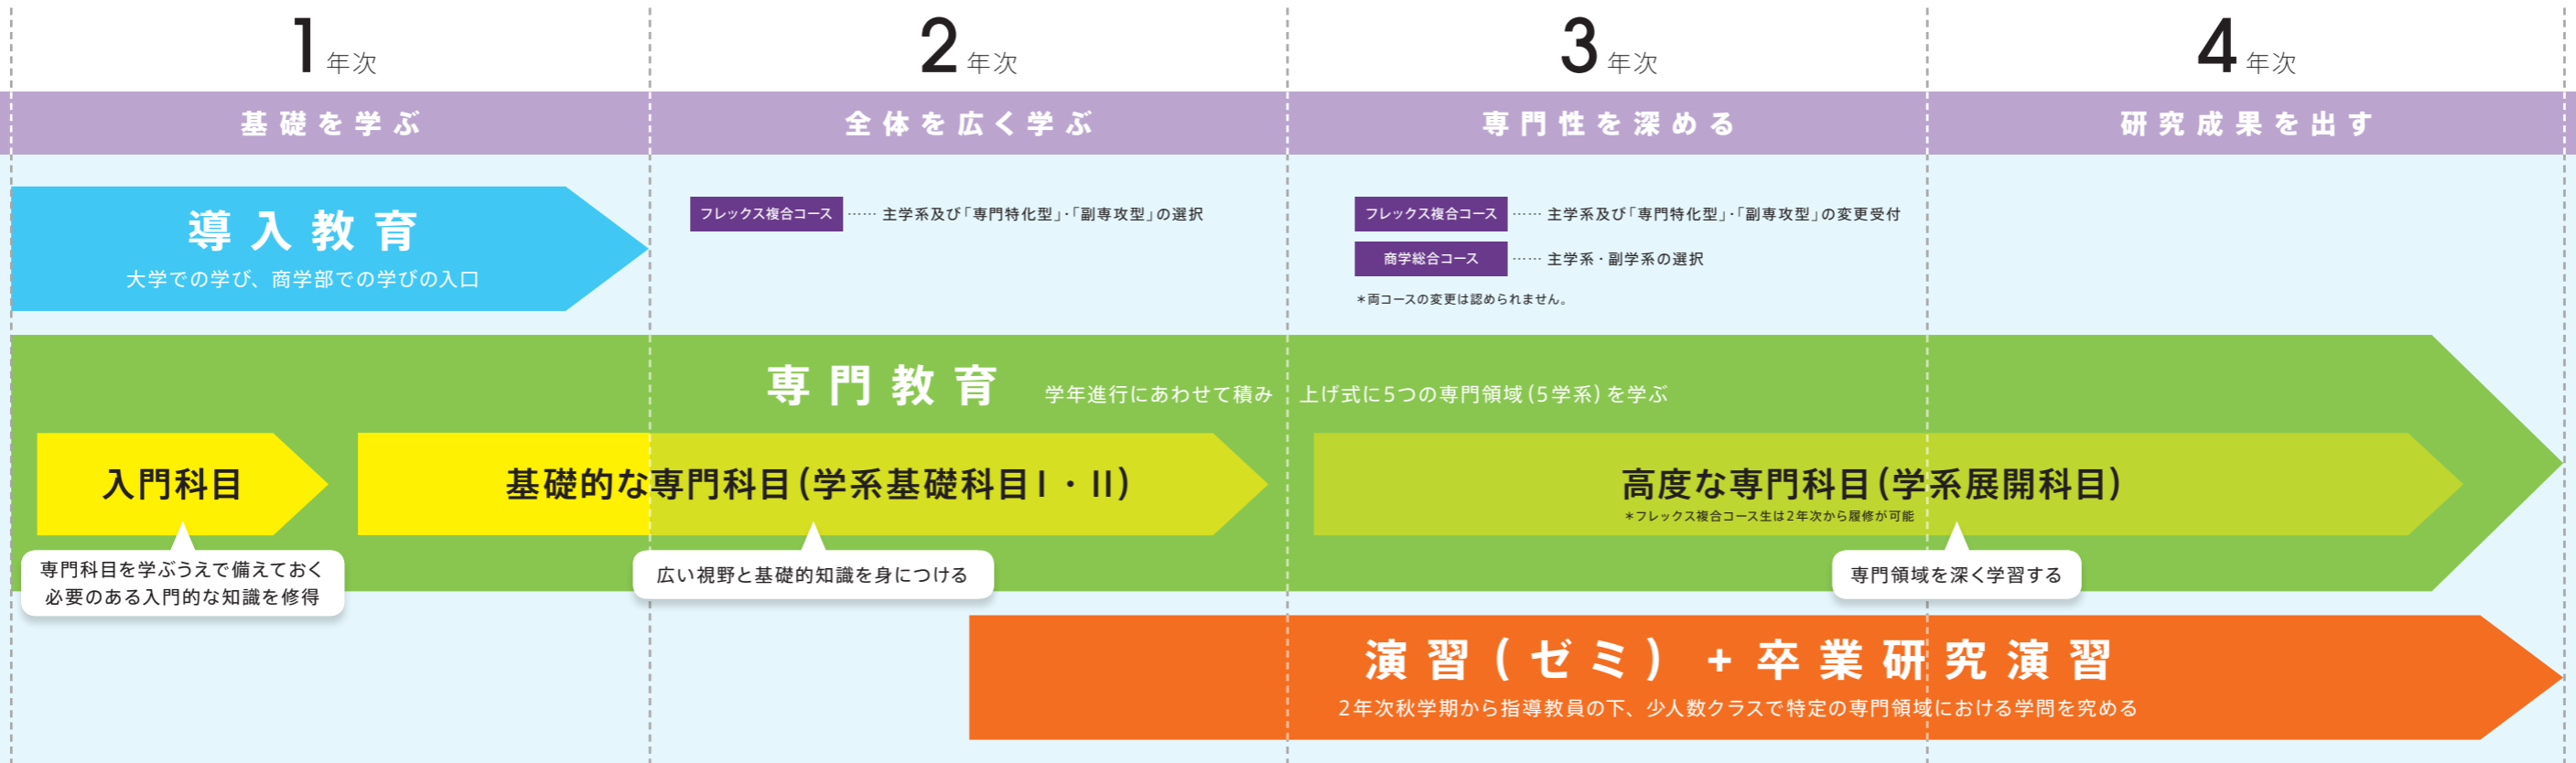 1年次
2年次
3年次
4年次
基礎を学ぶ
全体を広く学ぶ
専門性を深める
研究成果を出す
導入教育
大学での学び、商学部での学びの入口
フレックス複合コース …… 主学系及び「専門特化型」・「副専攻型」の選択
フレックス複合コース …… 主学系及び「専門特化型」・「副専攻型」の変更受付
商学総合コース …… 主学系・副学系の選択
＊両コースの変更は認められません。
専門教育 学年進行にあわせて積み上げ式に5つの専門領域(5学系)を学ぶ
入門科目
専門科目を学ぶうえで備えておく
必要のある入門的な知識を修得
基礎的な専門科目(学系基礎科目I・II)
広い視野と基礎的知識を身につける
高度な専門科目(学系展開科目)
＊フレックス複合コース生は2年次から履修が可能
専門領域を深く学習する
演習(ゼミ) + 卒業研究演習
2年次秋学期から指導教員の下、少人数クラスで特定の専門領域における学問を究める